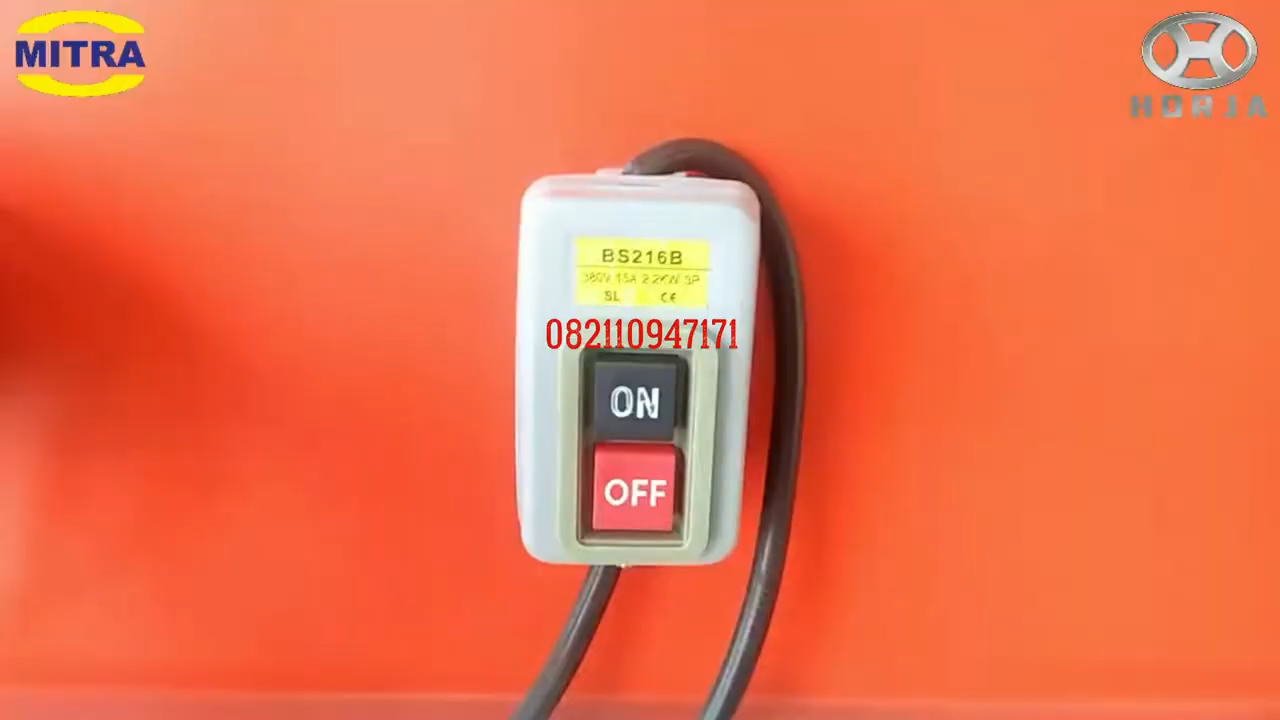 MITRA
HORJA
BS216B
380V 15A 2.2KW 3P
SL CE
082110947171
ON
OFF